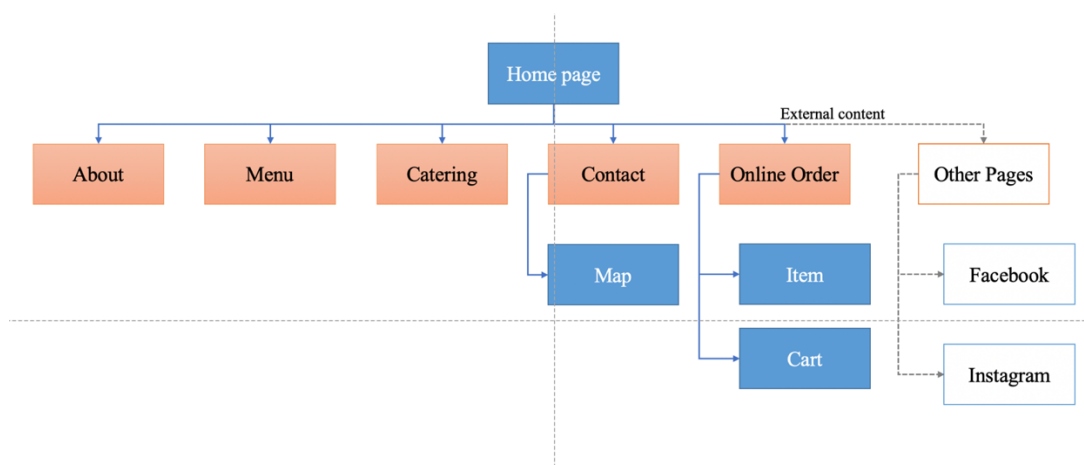 Home page
External content
About
Menu
Catering
Contact
Online Order
Other Pages
Map
Item
Facebook
Cart
Instagram